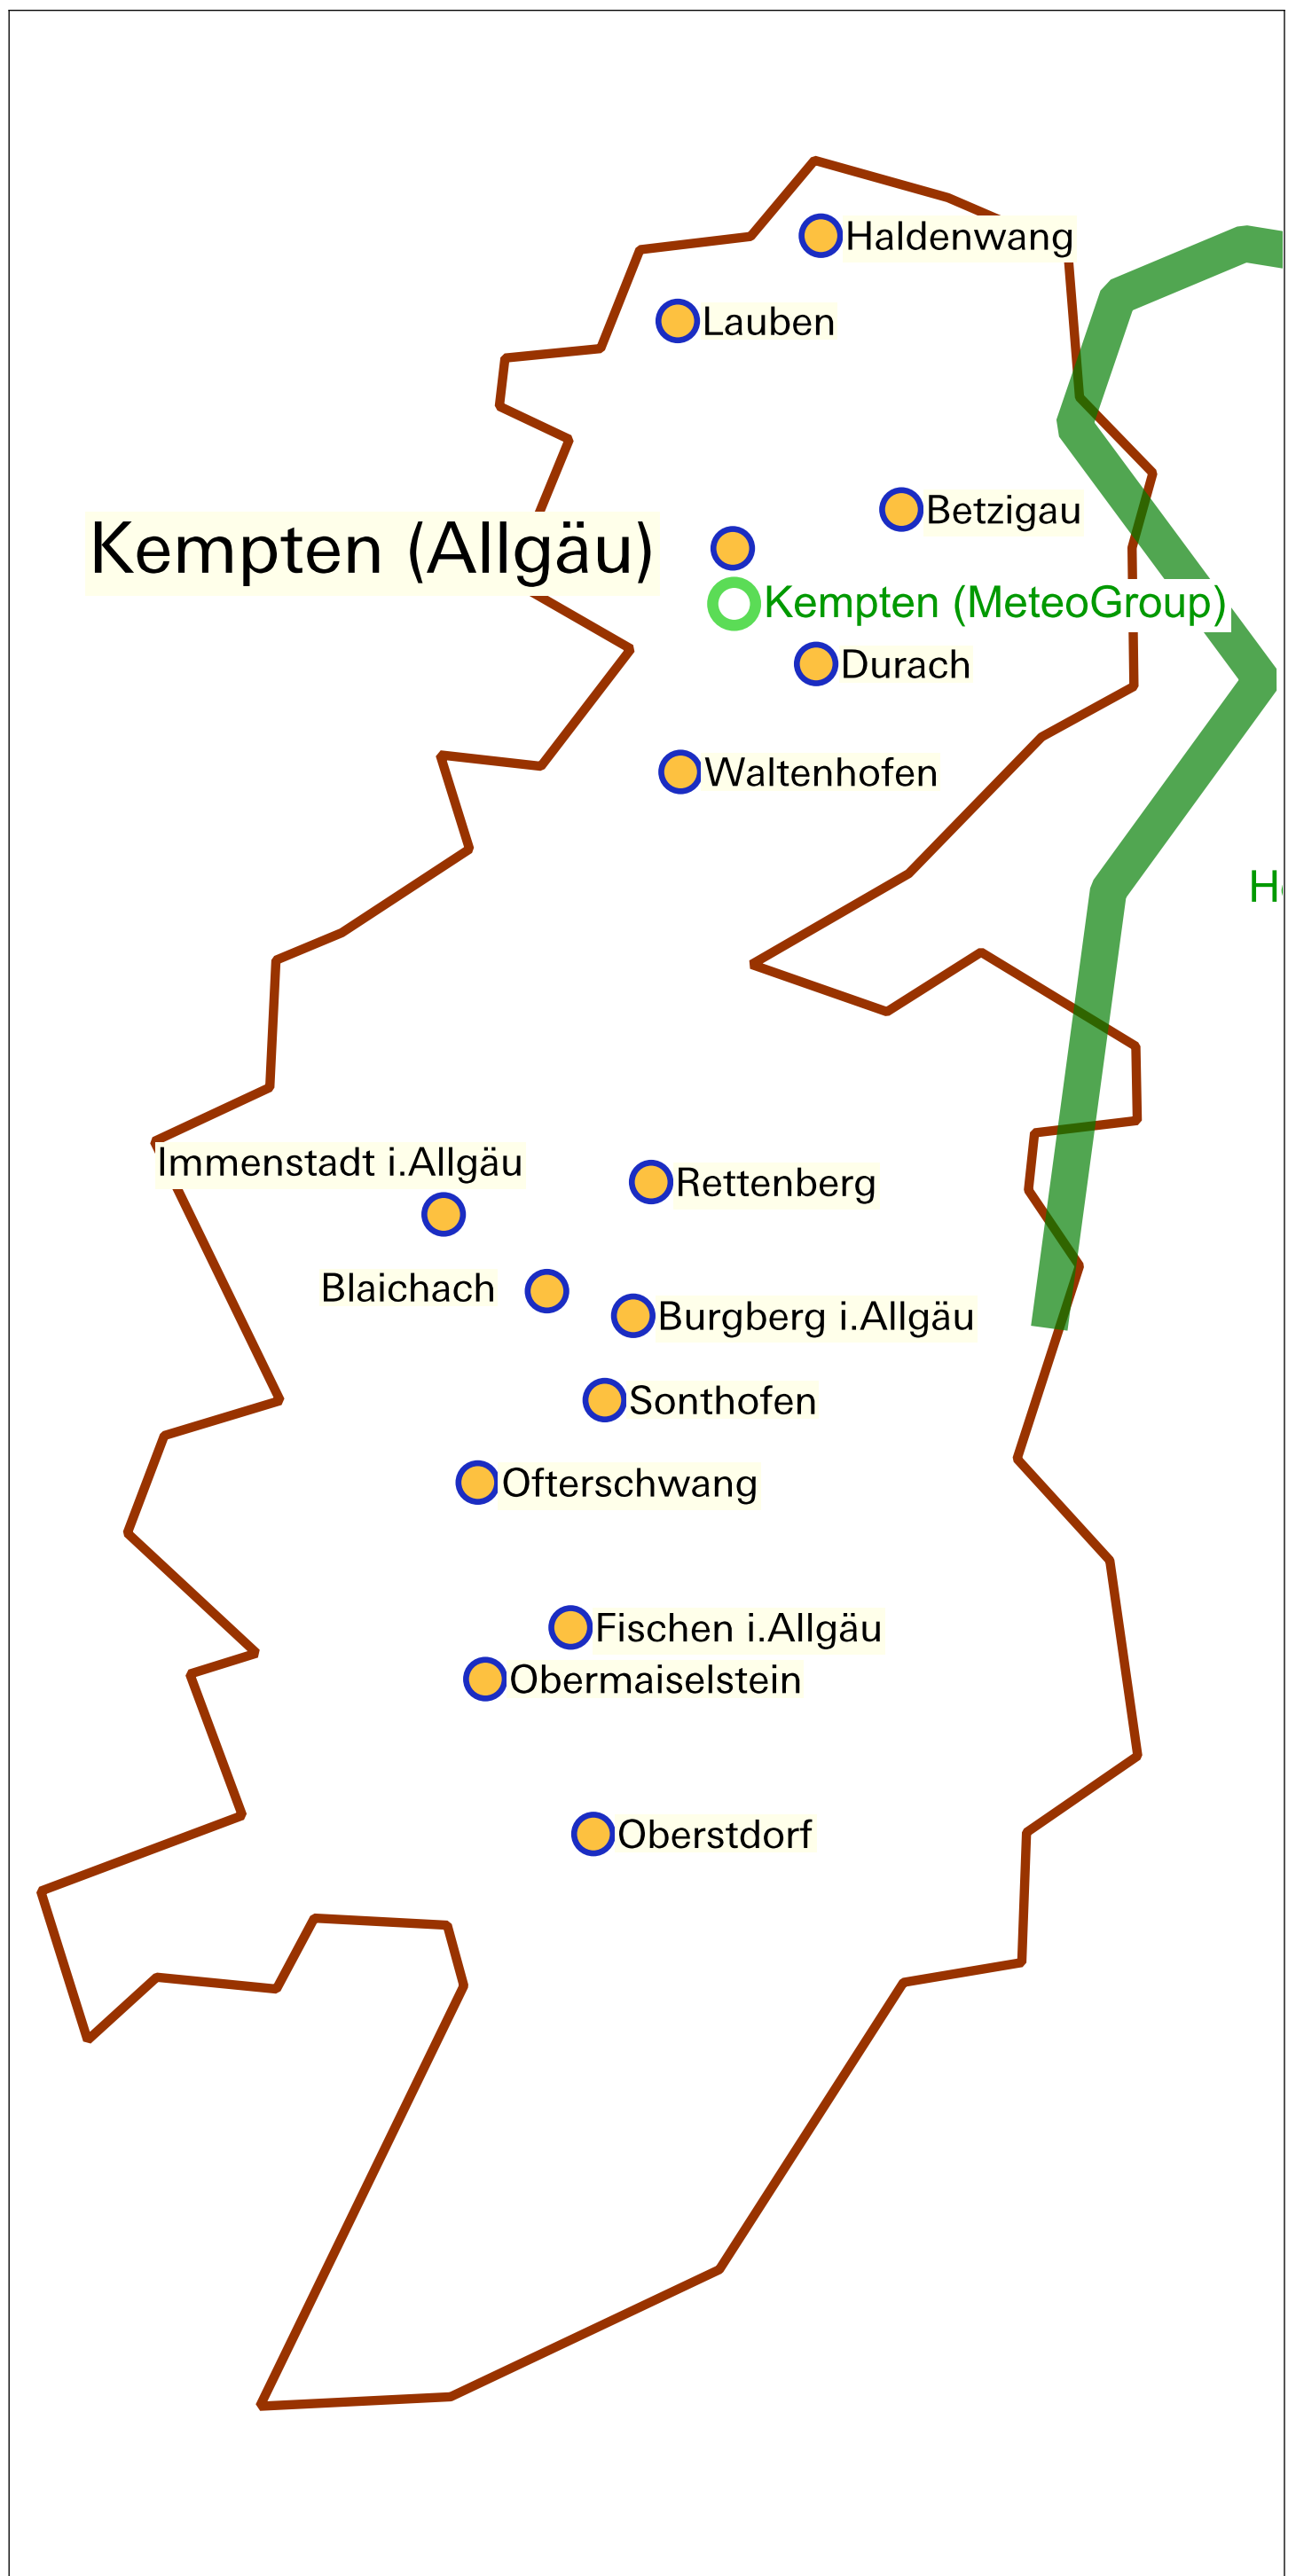 Haldenwang
Lauben
Betzigau
Kempten (Allgäu)
Kempten (MeteoGroup)
Durach
Waltenhofen
Immenstadt i.Allgäu
Rettenberg
Blaichach
Burgberg i.Allgäu
Sonthofen
Ofterschwang
Fischen i.Allgäu
Obermaiselstein
Oberstdorf